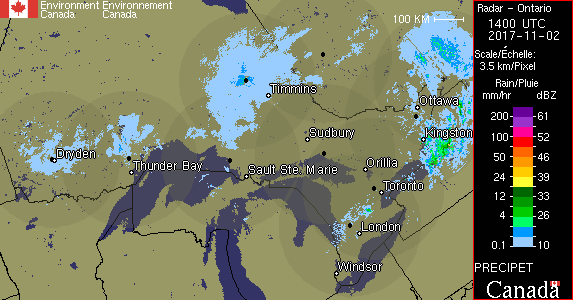 Environment Environnement
Canada Canada
100 KM
Timmins
Ottawa
Sudbury
Kingston
Dryden
Thunder Bay
Sault Ste. Marie
Orillia
Toronto
London
Windsor
Radar - Ontario
1400 UTC
2017-11-02
Scale/Échelle:
3.5 km/Pixel
Rain/Pluie
mm/hr dBZ
200 61
100 52
50 46
24 39
12 33
4 26
0.1 10
PRECIPET
Canada